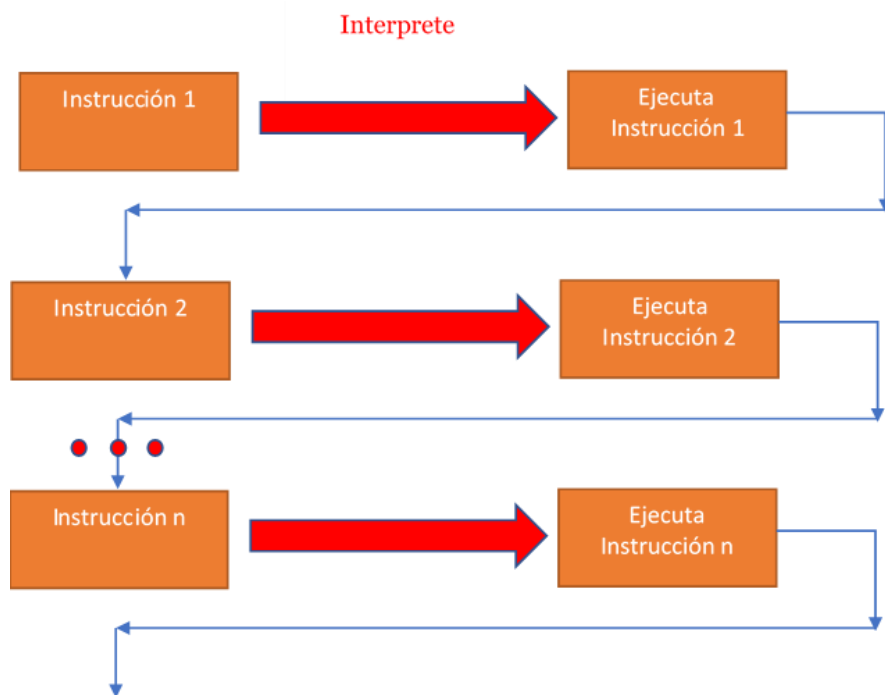 Interprete
Instrucción 1
Ejecuta
Instrucción 1
Instrucción 2
Ejecuta
Instrucción 2
Instrucción n
Ejecuta
Instrucción n